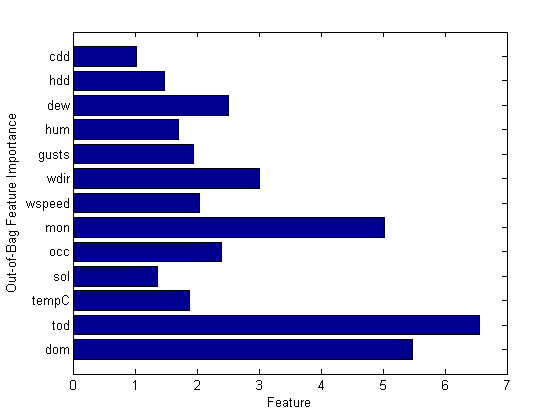 cdd
hdd
dew
hum
gusts
wdir
wspeed
mon
occ
sol
tempC
tod
dom
Out-of-Bag Feature Importance
0 1 2 3 4 5 6 7
Feature